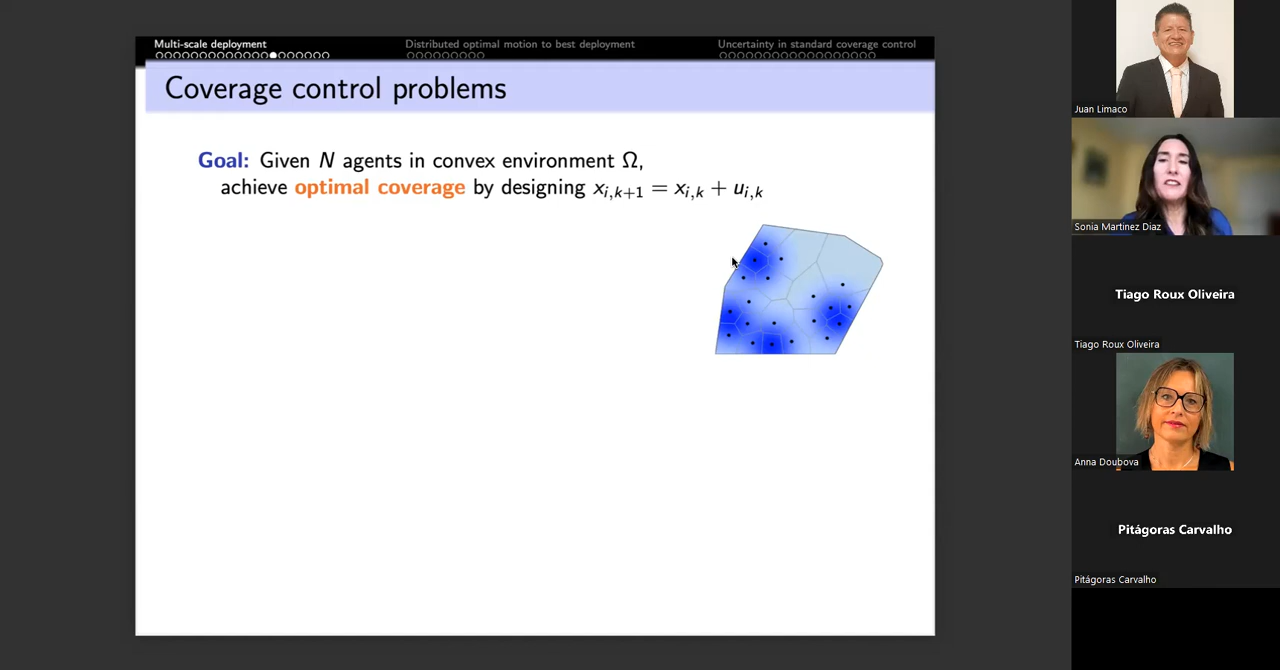 Multi-scale deployment
Distributed optimal motion to best deployment
Uncertainty in standard coverage control
Coverage control problems
Goal: Given N agents in convex environment Ω,
achieve optimal coverage by designing x_{i,k+1} = x_{i,k} + u_{i,k}
Juan Limaco
Sonia Martinez Diaz
Tiago Roux Oliveira
Tiago Roux Oliveira
Anna Doubova
Pitágoras Carvalho
Pitágoras Carvalho